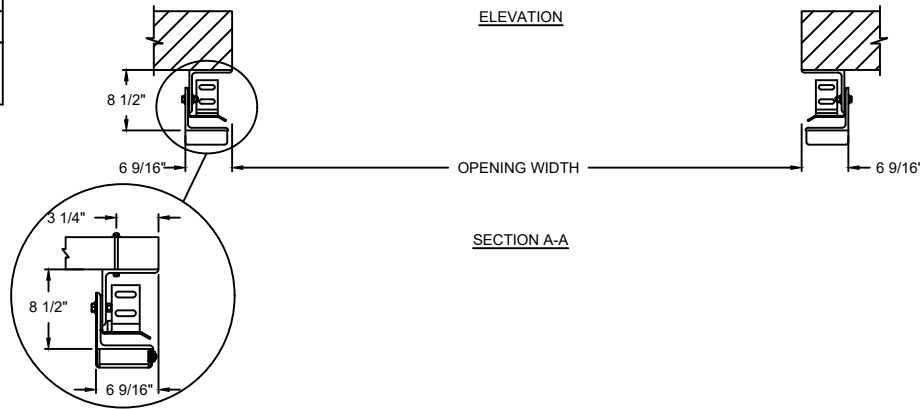 ELEVATION
8 1/2"
6 9/16"
OPENING WIDTH
6 9/16"
3 1/4"
SECTION A-A
8 1/2"
6 9/16"